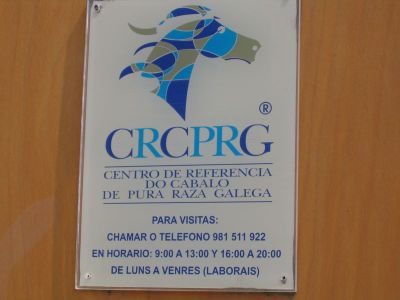 ®
CRCPRG
CENTRO DE REFERENCIA
DO CABALO
DE PURA RAZA GALEGA
PARA VISITAS:
CHAMAR O TELEFONO 981 511 922
EN HORARIO: 9:00 A 13:00 Y 16:00 A 20:00
DE LUNS A VENRES (LABORAIS)